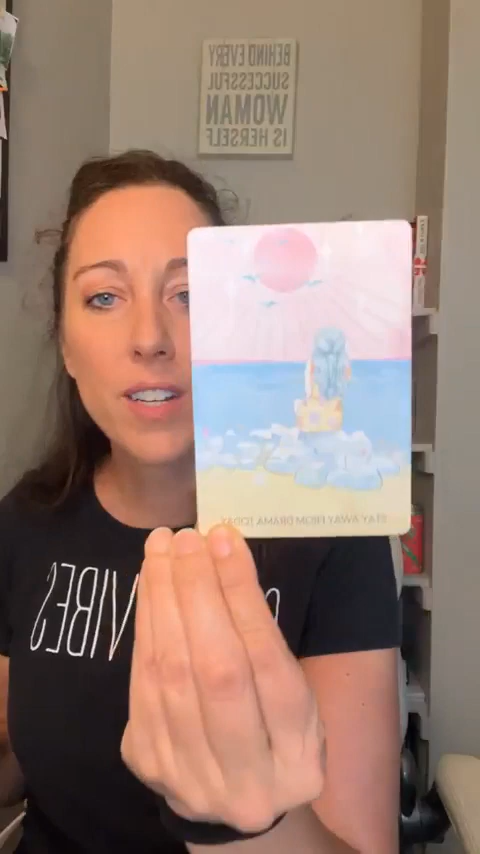 BEHIND EVERY
SUCCESSFUL
WOMAN
IS HERSELF
STAY AWAY FROM DRAMA TODAY
VIBES